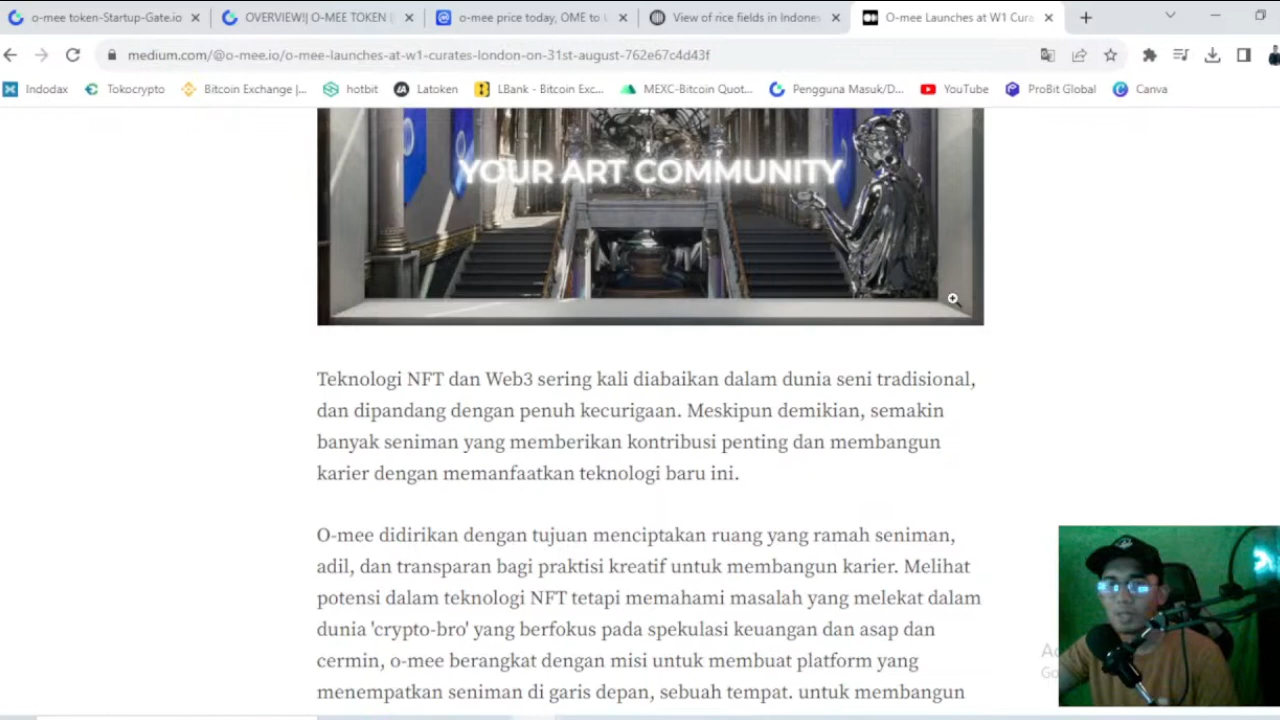 o-mee token-Startup-Gate.io
OVERVIEW|| O-MEE TOKEN |
o-mee price today, OME to
View of rice fields in Indones
O-mee Launches at W1 Cura
medium.com/@o-mee.io/o-mee-launches-at-w1-curates-london-on-31st-august-762e67c4d43f
Indodax
Tokocrypto
Bitcoin Exchange |...
hotbit
Latoken
LBank - Bitcoin Exc...
MEXC-Bitcoin Quot...
Pengguna Masuk/D...
YouTube
ProBit Global
Canva
YOUR ART COMMUNITY
Teknologi NFT dan Web3 sering kali diabaikan dalam dunia seni tradisional,
dan dipandang dengan penuh kecurigaan. Meskipun demikian, semakin
banyak seniman yang memberikan kontribusi penting dan membangun
karier dengan memanfaatkan teknologi baru ini.
O-mee didirikan dengan tujuan menciptakan ruang yang ramah seniman,
adil, dan transparan bagi praktisi kreatif untuk membangun karier. Melihat
potensi dalam teknologi NFT tetapi memahami masalah yang melekat dalam
dunia 'crypto-bro' yang berfokus pada spekulasi keuangan dan asap dan
cermin, o-mee berangkat dengan misi untuk membuat platform yang
menempatkan seniman di garis depan, sebuah tempat. untuk membangun